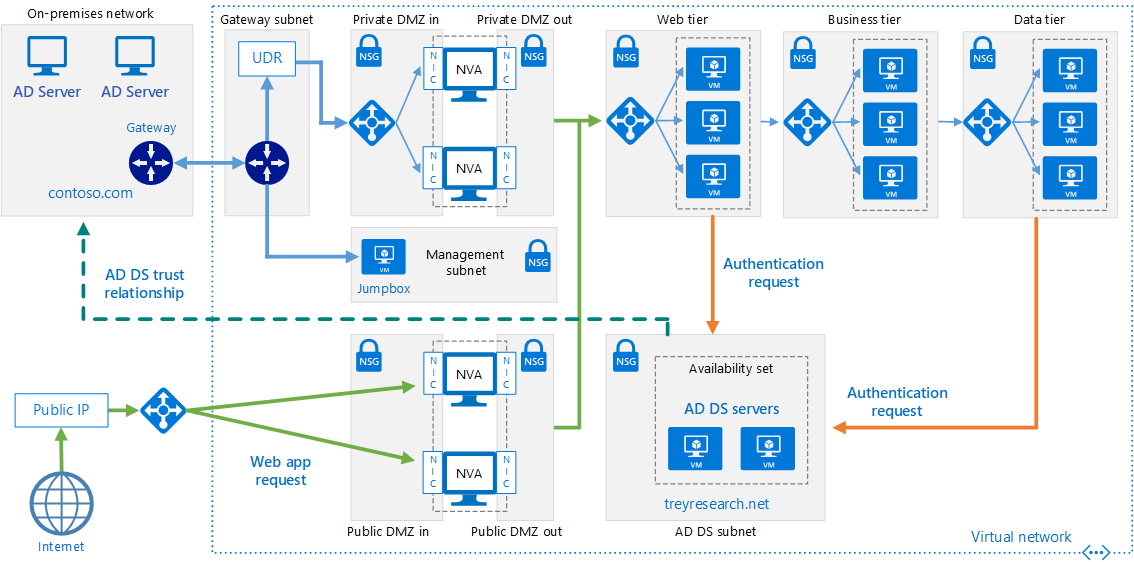 On-premises network
AD Server
AD Server
Gateway
contoso.com
Gateway subnet
UDR
Private DMZ in
NSG
Private DMZ out
NSG
NIC
NVA
NIC
NIC
NVA
NIC
Web tier
NSG
VM
VM
VM
Business tier
NSG
VM
VM
VM
Data tier
NSG
VM
VM
VM
VM
Jumpbox
Management
subnet
NSG
AD DS trust
relationship
Authentication
request
Authentication
request
NSG
NSG
NIC
NVA
NIC
NIC
NVA
NIC
Public DMZ in
Public DMZ out
Public IP
Web app
request
Internet
NSG
Availability set
AD DS servers
VM
VM
treyresearch.net
AD DS subnet
Virtual network